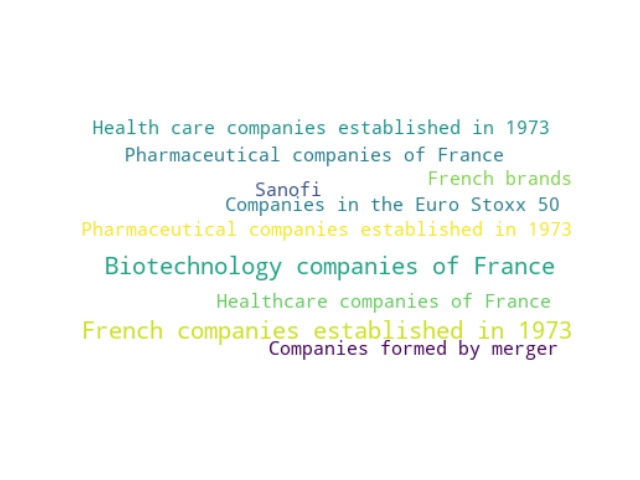 Health care companies established in 1973
Pharmaceutical companies of France
French brands
Sanofi
Companies in the Euro Stoxx 50
Pharmaceutical companies established in 1973
Biotechnology companies of France
Healthcare companies of France
French companies established in 1973
Companies formed by merger